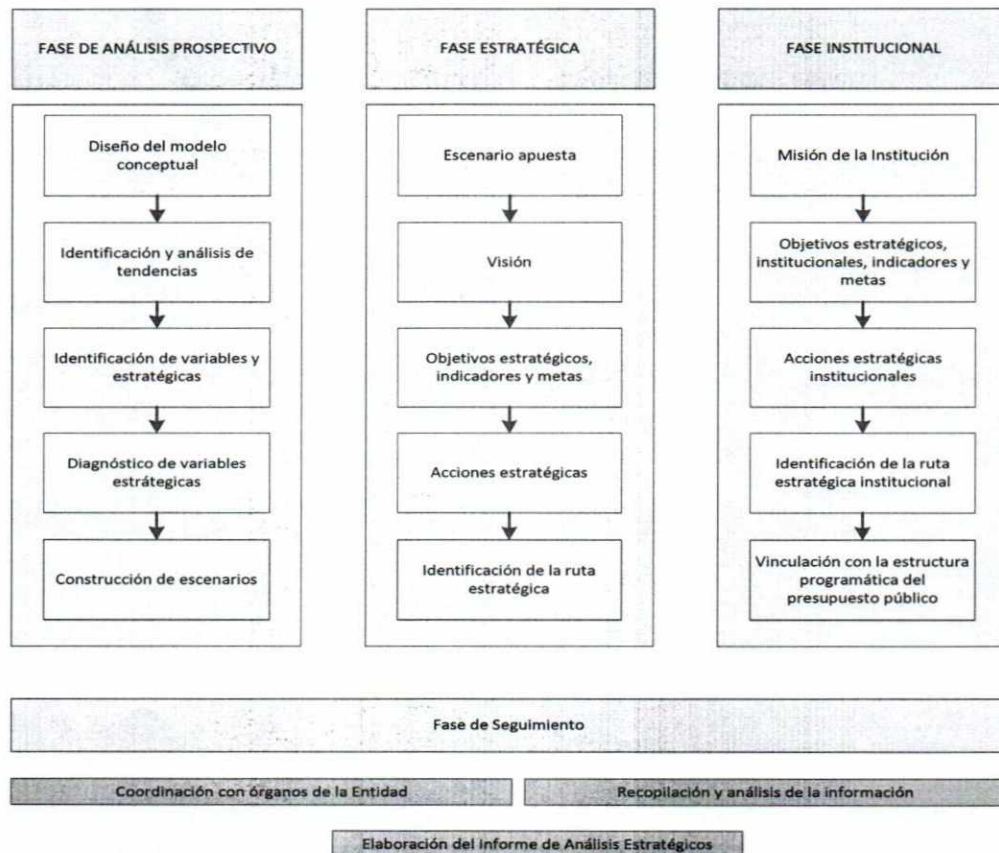 FASE DE ANÁLISIS PROSPECTIVO
Diseño del modelo
conceptual
Identificación y análisis de
tendencias
Identificación de variables y
estratégicas
Diagnóstico de variables
estrátegicas
Construcción de escenarios
FASE ESTRATÉGICA
Escenario apuesta
Visión
Objetivos estratégicos,
indicadores y metas
Acciones estratégicas
Identificación de la ruta
estratégica
FASE INSTITUCIONAL
Misión de la Institución
Objetivos estratégicos,
institucionales, indicadores y
metas
Acciones estratégicas
institucionales
Identificación de la ruta
estratégica institucional
Vinculación con la estructura
programática del
presupuesto público
Fase de Seguimiento
Coordinación con órganos de la Entidad
Recopilación y análisis de la información
Elaboración del Informe de Análisis Estratégicos